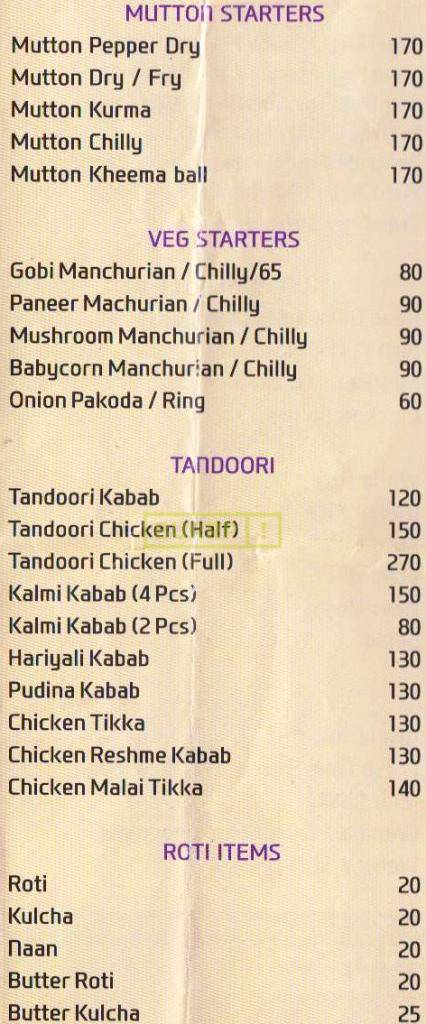 MUTTON STARTERS
Mutton Pepper Dry 170
Mutton Dry / Fry 170
Mutton Kurma 170
Mutton Chilly 170
Mutton Kheema ball 170
VEG STARTERS
Gobi Manchurian / Chilly/65 80
Paneer Machurian / Chilly 90
Mushroom Manchurian / Chilly 90
Babycorn Manchurian / Chilly 90
Onion Pakoda / Ring 60
TANDOORI
Tandoori Kabab 120
Tandoori Chicken (Half) 150
Tandoori Chicken (Full) 270
Kalmi Kabab (4 Pcs) 150
Kalmi Kabab (2 Pcs) 80
Hariyali Kabab 130
Pudina Kabab 130
Chicken Tikka 130
Chicken Reshme Kabab 130
Chicken Malai Tikka 140
ROTI ITEMS
Roti 20
Kulcha 20
Naan 20
Butter Roti 20
Butter Kulcha 25